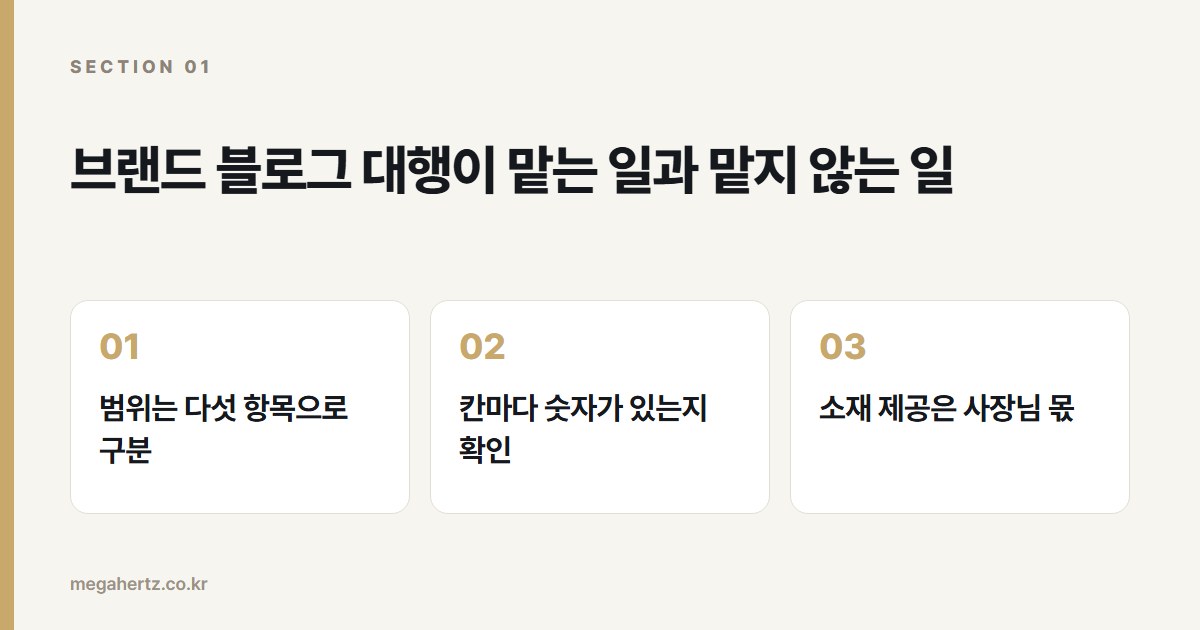 SECTION 01
브랜드 블로그 대행이 맡는 일과 맡지 않는 일
01
범위는 다섯 항목으로
구분
02
칸마다 숫자가 있는지
확인
03
소재 제공은 사장님 몫
megahertz.co.kr